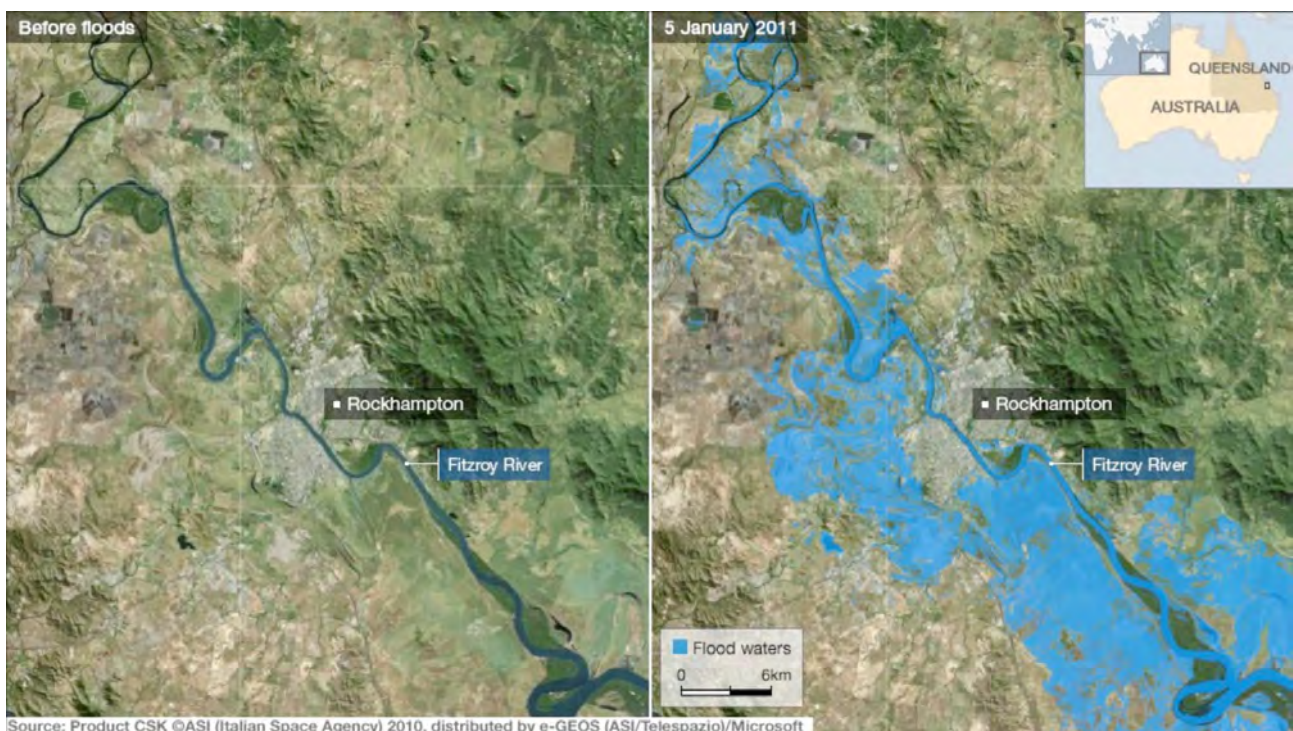 Before floods
5 January 2011
QUEENSLAND
AUSTRALIA
Rockhampton
Fitzroy River
Rockhampton
Fitzroy River
Flood waters
0 6km
Source: Product CSK ©ASI (Italian Space Agency) 2010, distributed by e-GEOS (ASI/Telespazio)/Microsoft